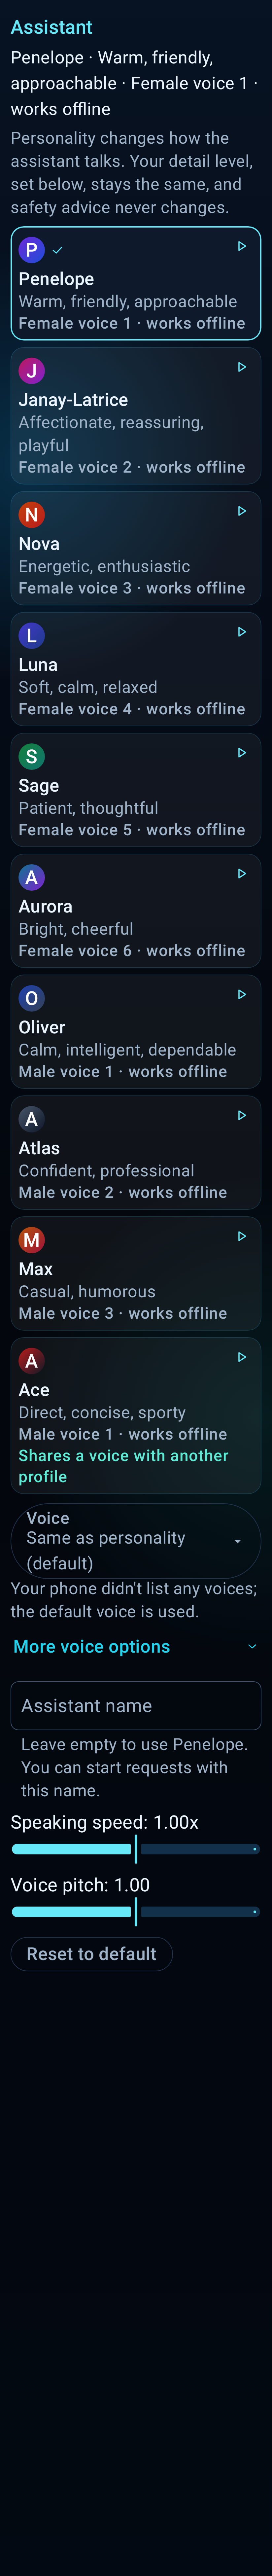 Assistant
Penelope · Warm, friendly,
approachable · Female voice 1 ·
works offline
Personality changes how the
assistant talks. Your detail level,
set below, stays the same, and
safety advice never changes.
P
Penelope
Warm, friendly, approachable
Female voice 1 · works offline
J
Janay-Latrice
Affectionate, reassuring,
playful
Female voice 2 · works offline
N
Nova
Energetic, enthusiastic
Female voice 3 · works offline
L
Luna
Soft, calm, relaxed
Female voice 4 · works offline
S
Sage
Patient, thoughtful
Female voice 5 · works offline
A
Aurora
Bright, cheerful
Female voice 6 · works offline
O
Oliver
Calm, intelligent, dependable
Male voice 1 · works offline
A
Atlas
Confident, professional
Male voice 2 · works offline
M
Max
Casual, humorous
Male voice 3 · works offline
A
Ace
Direct, concise, sporty
Male voice 1 · works offline
Shares a voice with another
profile
Voice
Same as personality
(default)
Your phone didn't list any voices;
the default voice is used.
More voice options
Assistant name
Leave empty to use Penelope.
You can start requests with
this name.
Speaking speed: 1.00x
Voice pitch: 1.00
Reset to default